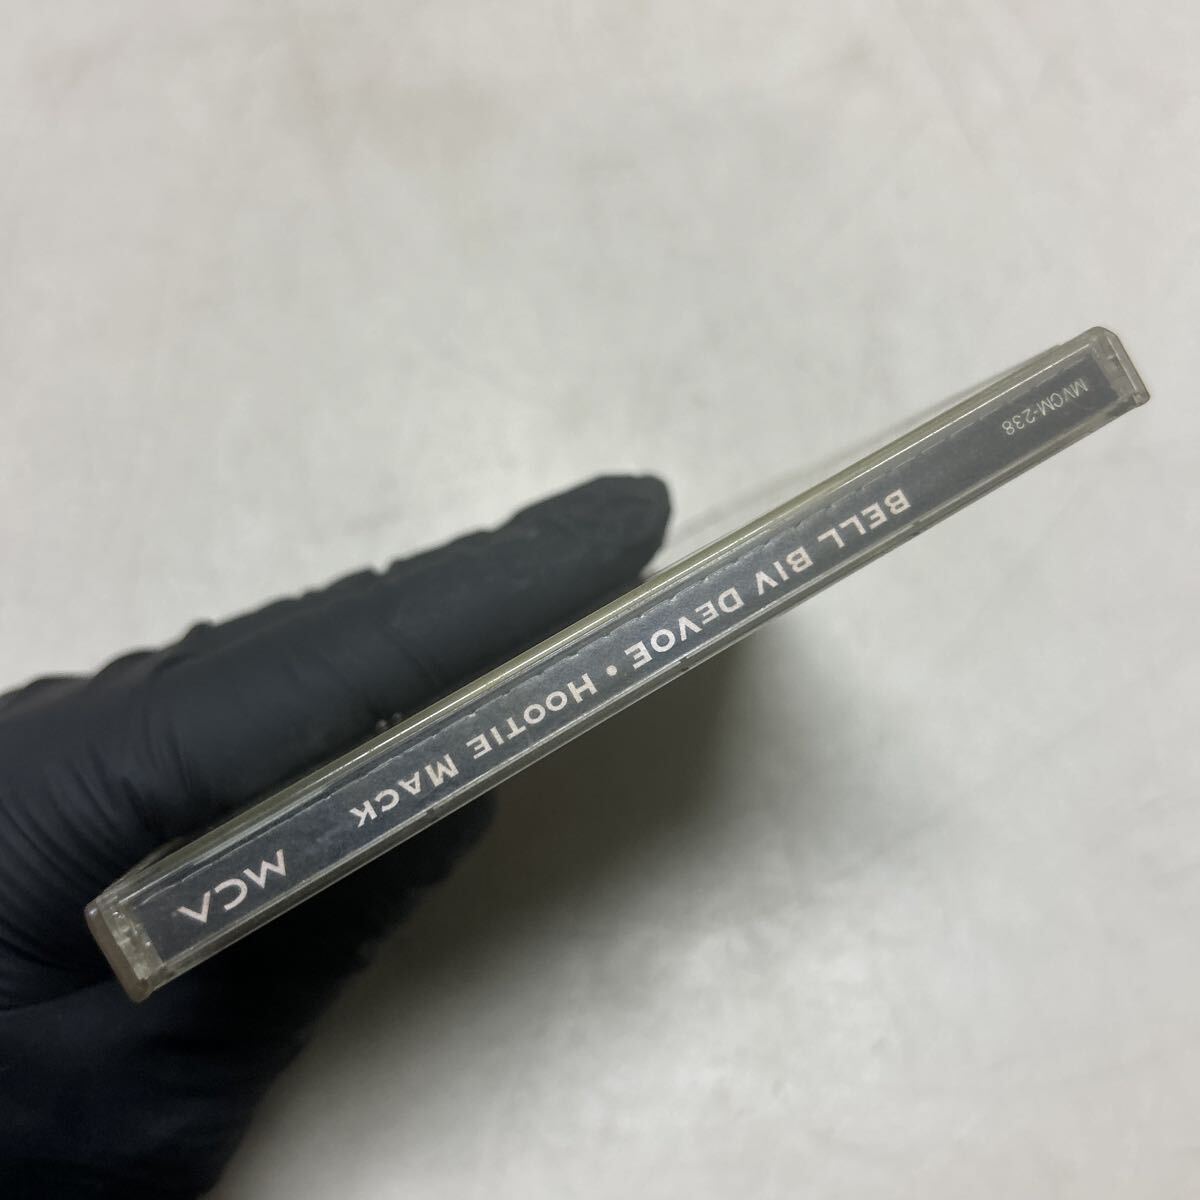 MVCM-238
BELL BIV DEVOE • HOOTIE MACK
MCA